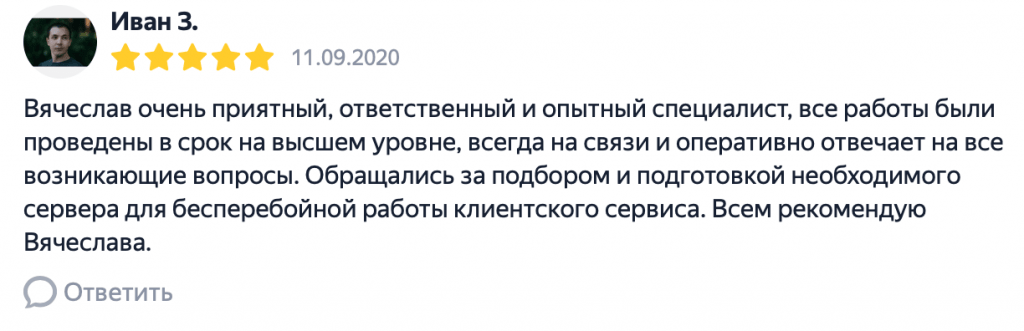 Иван З.
11.09.2020
Вячеслав очень приятный, ответственный и опытный специалист, все работы были
проведены в срок на высшем уровне, всегда на связи и оперативно отвечает на все
возникающие вопросы. Обращались за подбором и подготовкой необходимого
сервера для бесперебойной работы клиентского сервиса. Всем рекомендую
Вячеслава.
Ответить